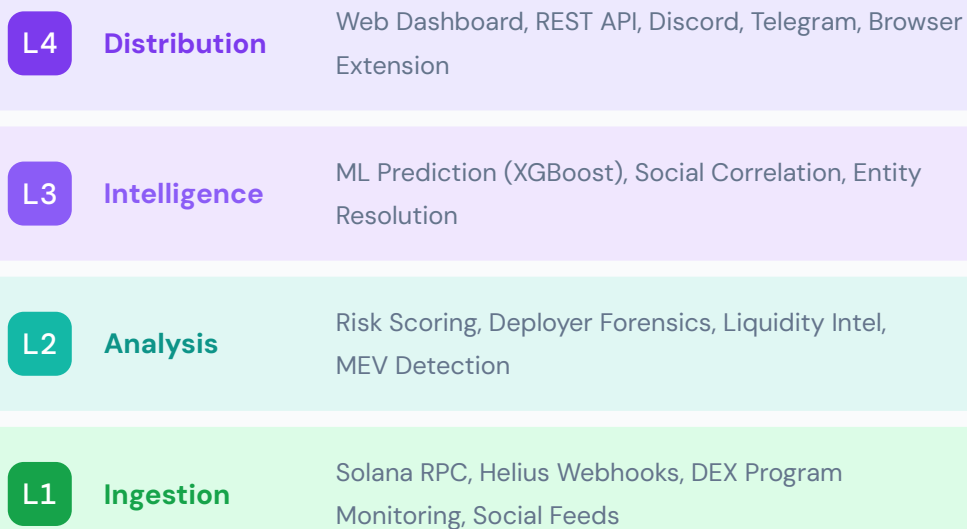 L4 Distribution Web Dashboard, REST API, Discord, Telegram, Browser
Extension
L3 Intelligence ML Prediction (XGBoost), Social Correlation, Entity
Resolution
L2 Analysis Risk Scoring, Deployer Forensics, Liquidity Intel,
MEV Detection
L1 Ingestion Solana RPC, Helius Webhooks, DEX Program
Monitoring, Social Feeds